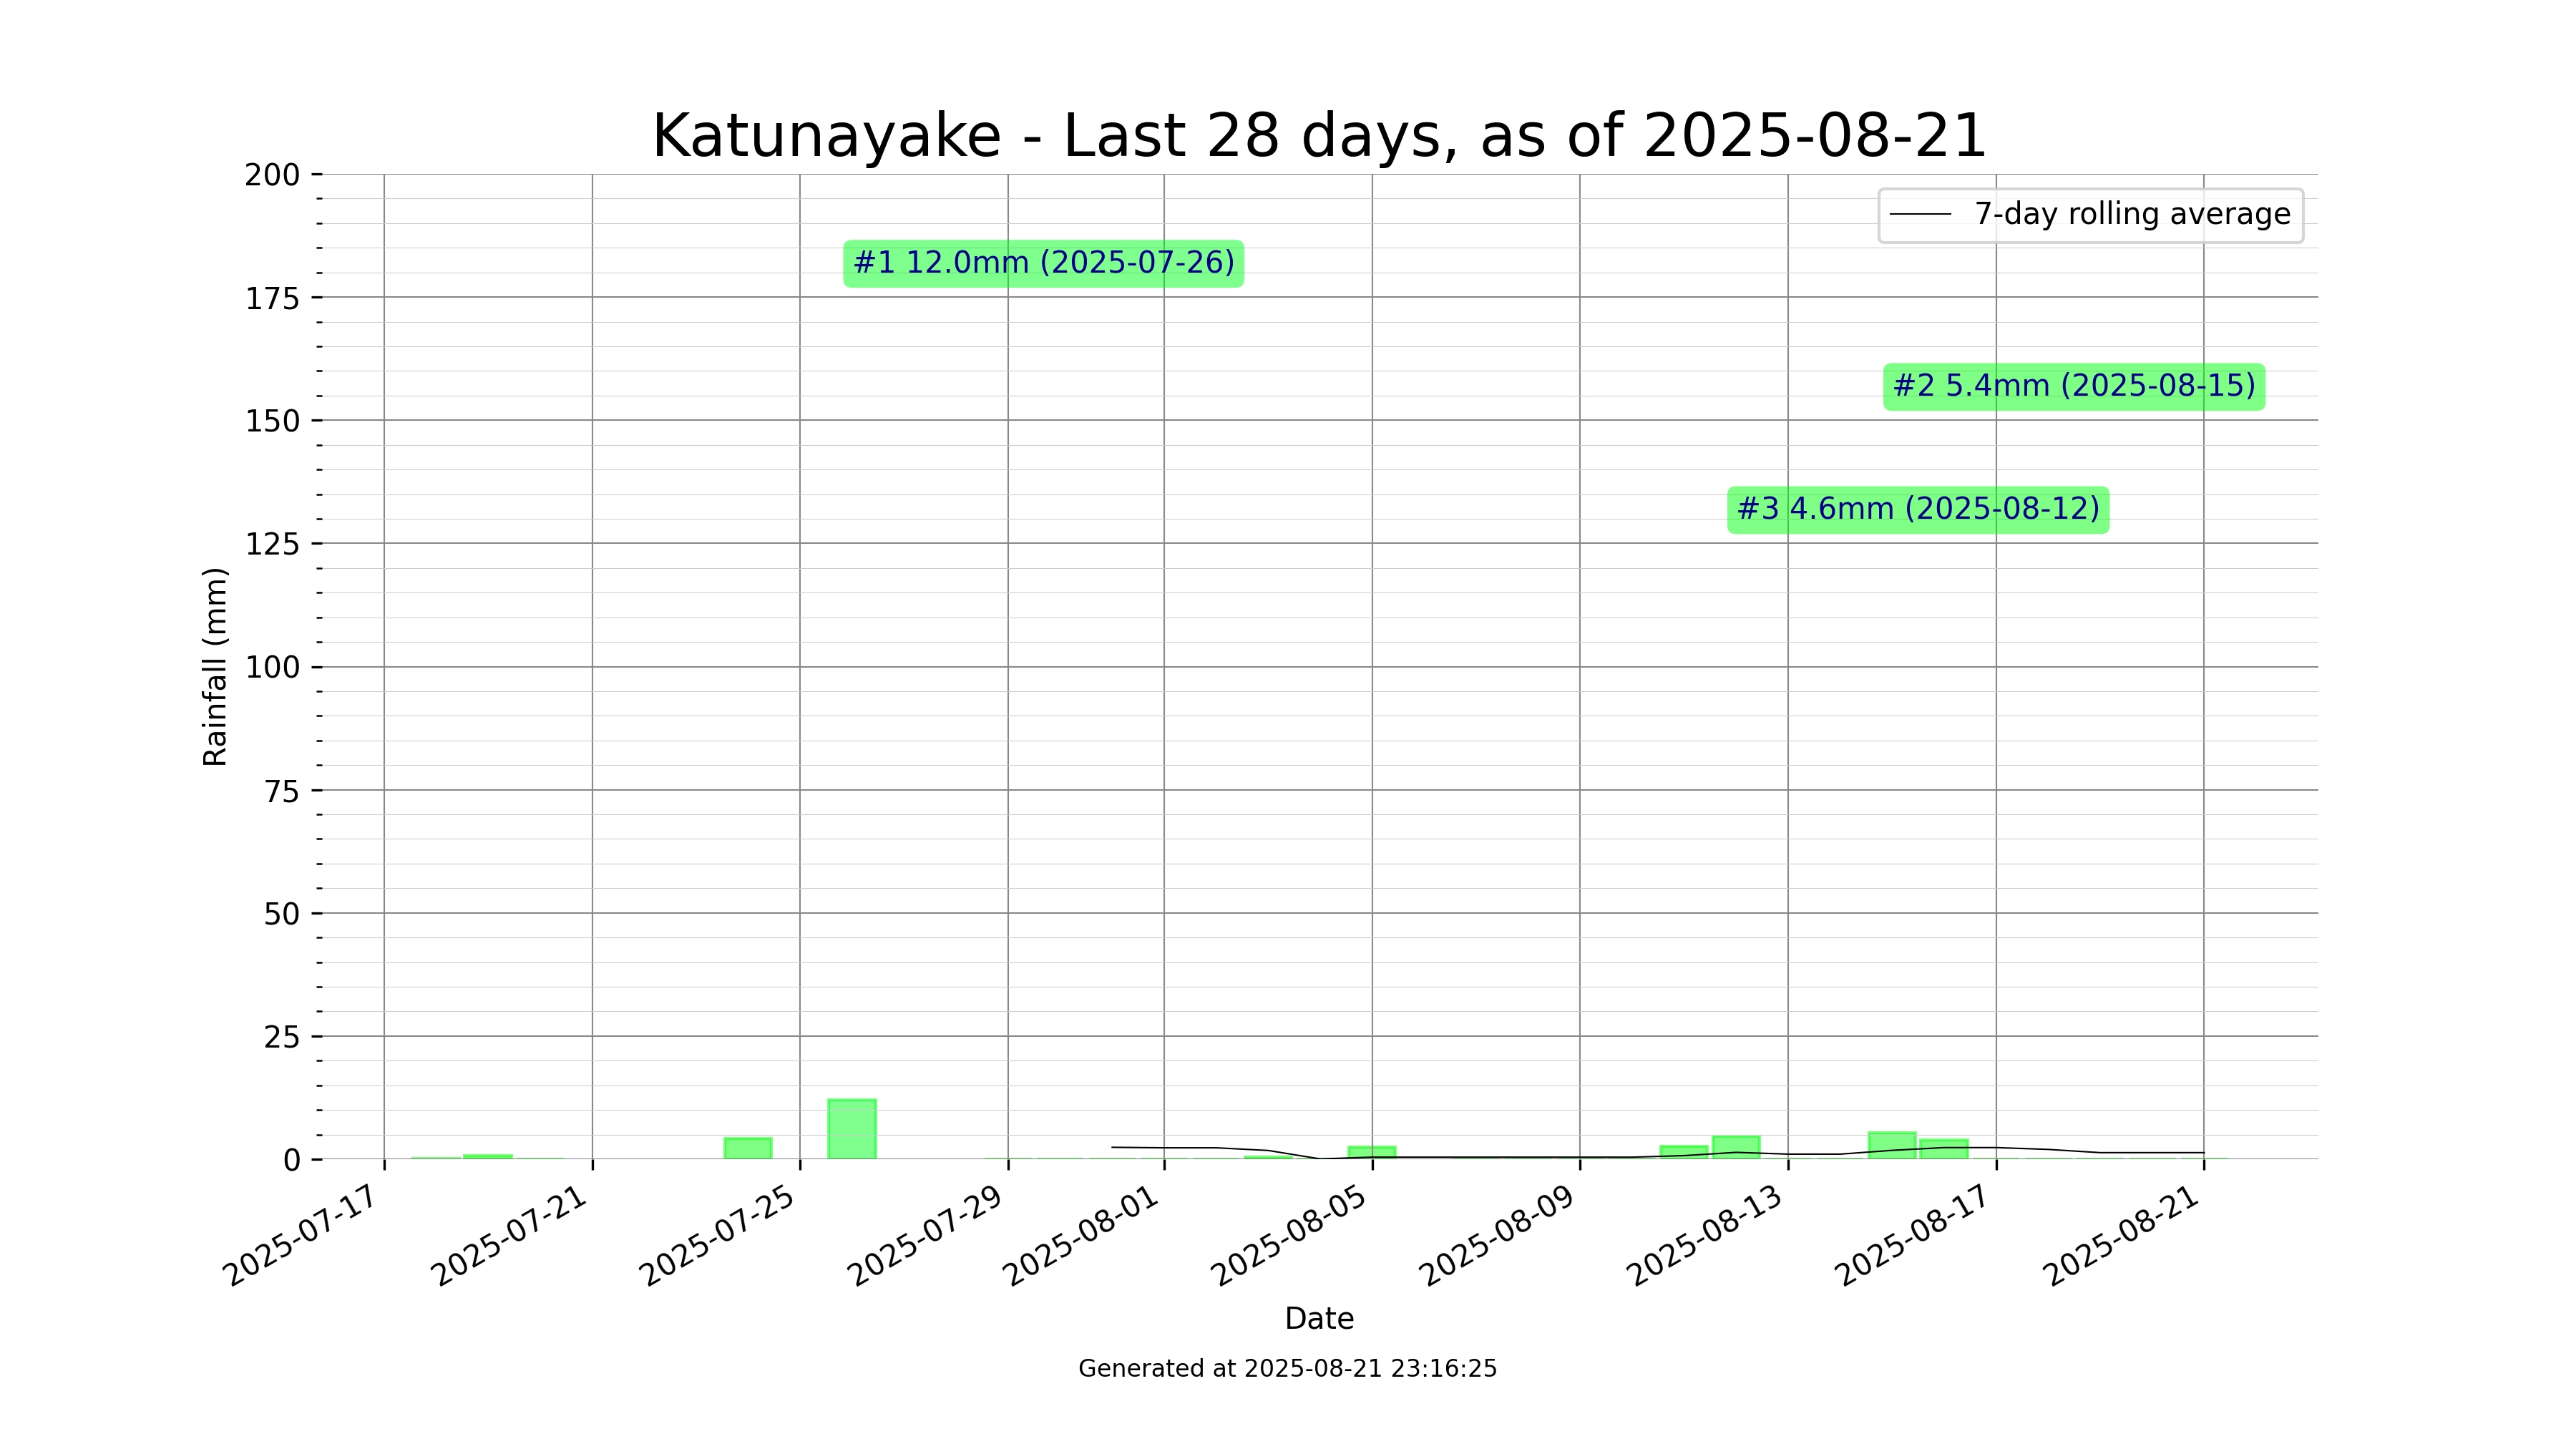 Katunayake - Last 28 days, as of 2025-08-21
7-day rolling average
#1 12.0mm (2025-07-26)
#2 5.4mm (2025-08-15)
#3 4.6mm (2025-08-12)
Rainfall (mm)
200
175
150
125
100
75
50
25
0
2025-07-17
2025-07-21
2025-07-25
2025-07-29
2025-08-01
2025-08-05
2025-08-09
2025-08-13
2025-08-17
2025-08-21
Date
Generated at 2025-08-21 23:16:25